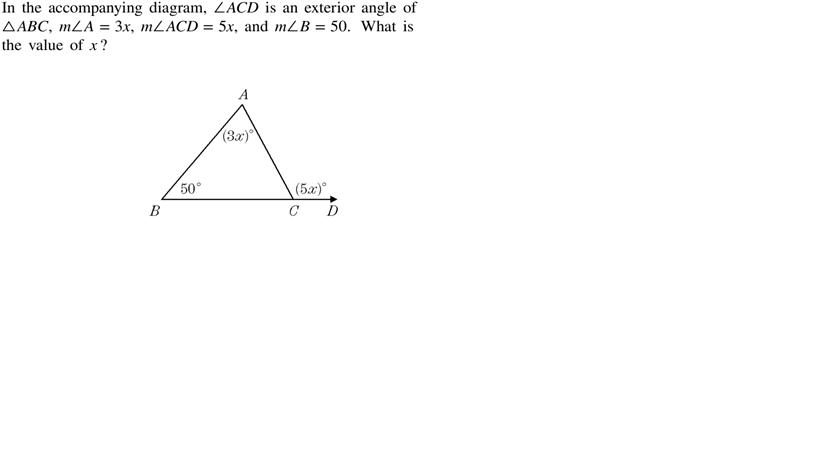 In the accompanying diagram, ∠ACD is an exterior angle of
△ABC, m∠A = 3x, m∠ACD = 5x, and m∠B = 50. What is
the value of x?
A
(3x)°
50°
(5x)°
B
C
D